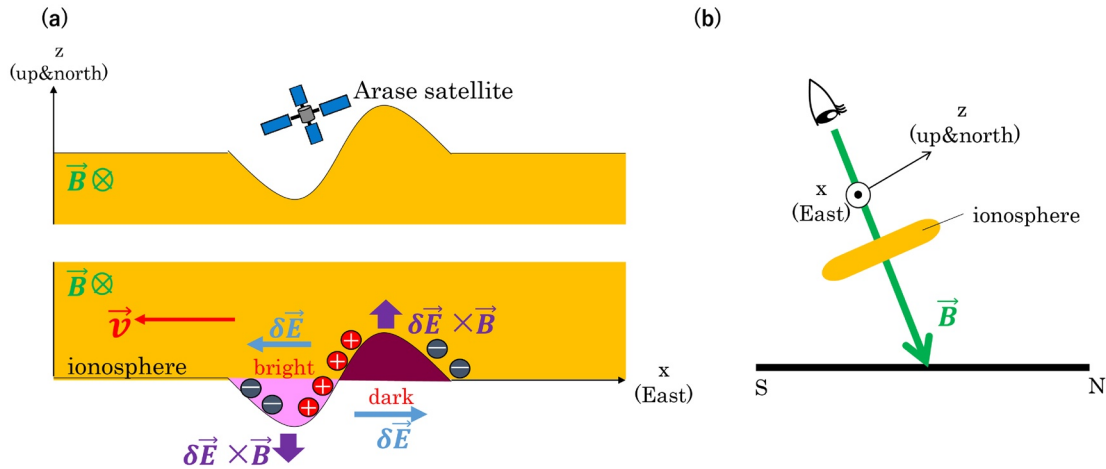 (a)
z
(up&north)
Arase satellite
B⃗ ⊗
B⃗ ⊗
v⃗
δE⃗
δE⃗ × B⃗
ionosphere
bright
dark
x
(East)
δE⃗
δE⃗ × B⃗
(b)
z
(up&north)
x
(East)
ionosphere
B⃗
S
N